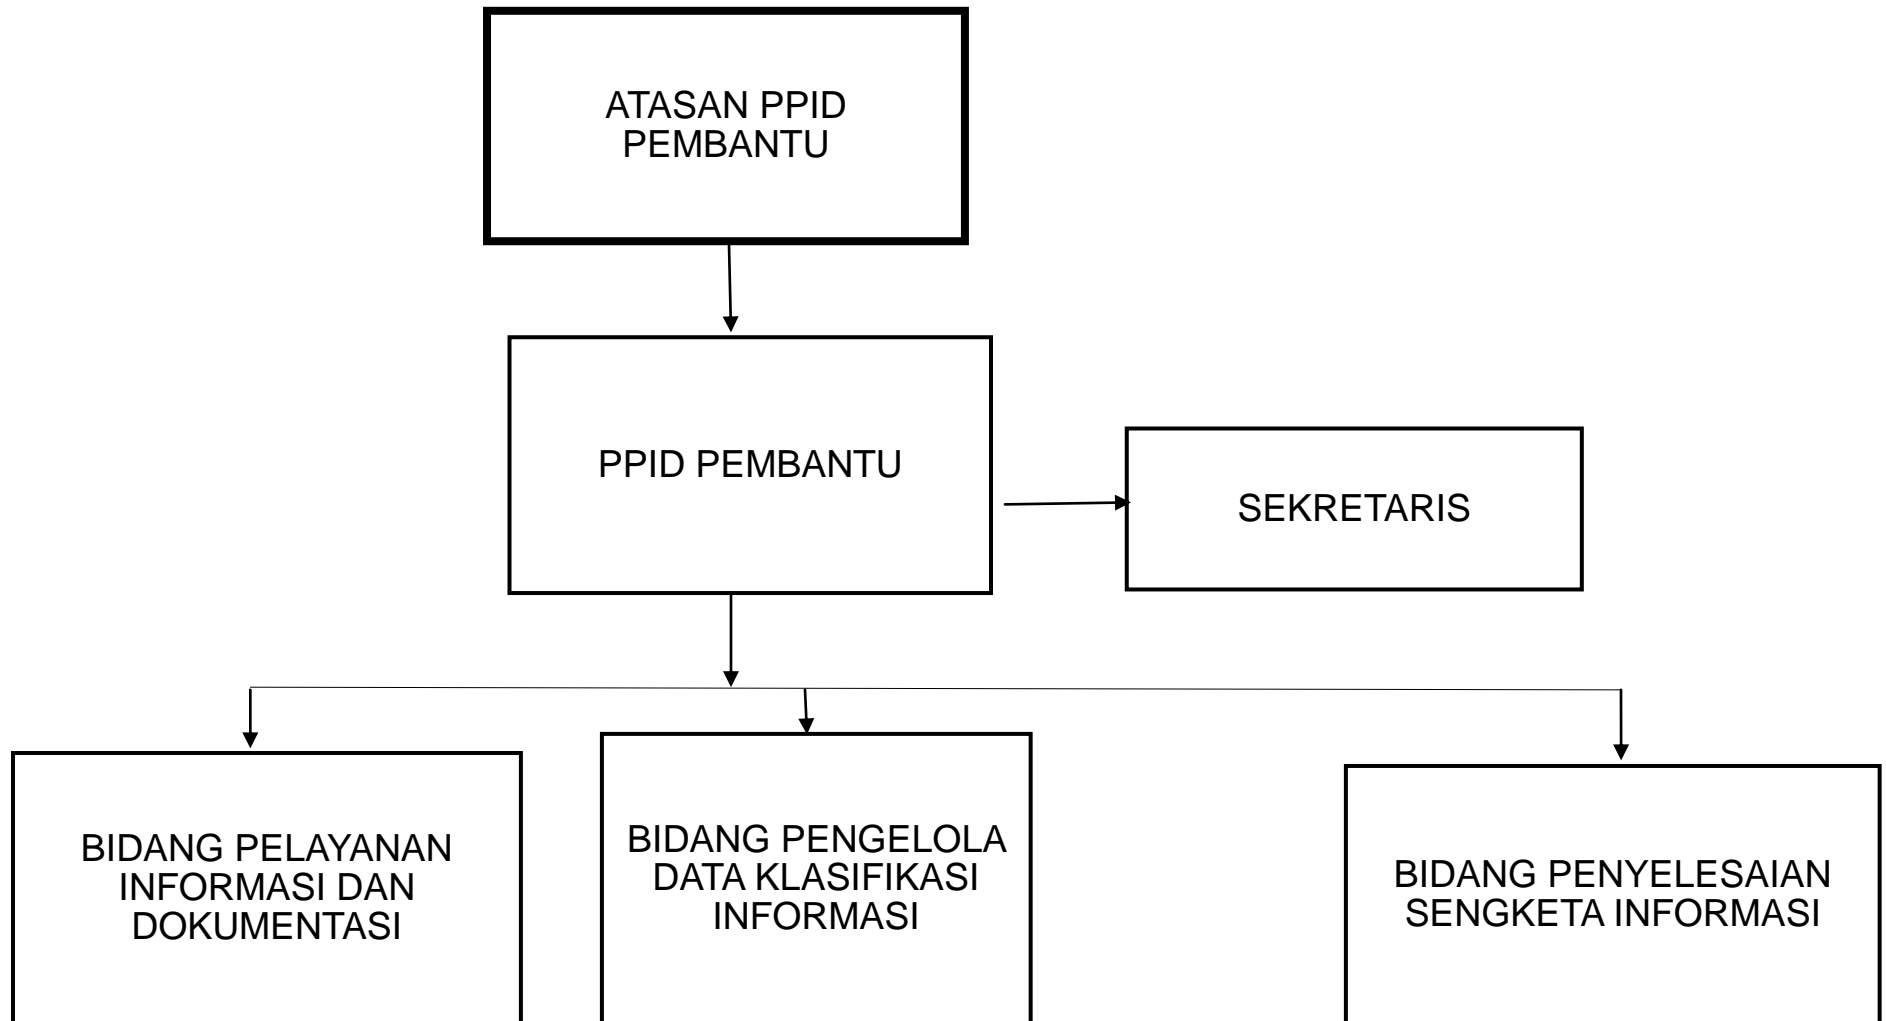 ATASAN PPID
PEMBANTU
PPID PEMBANTU
SEKRETARIS
BIDANG PELAYANAN
INFORMASI DAN
DOKUMENTASI
BIDANG PENGELOLA
DATA KLASIFIKASI
INFORMASI
BIDANG PENYELESAIAN
SENGKETA INFORMASI